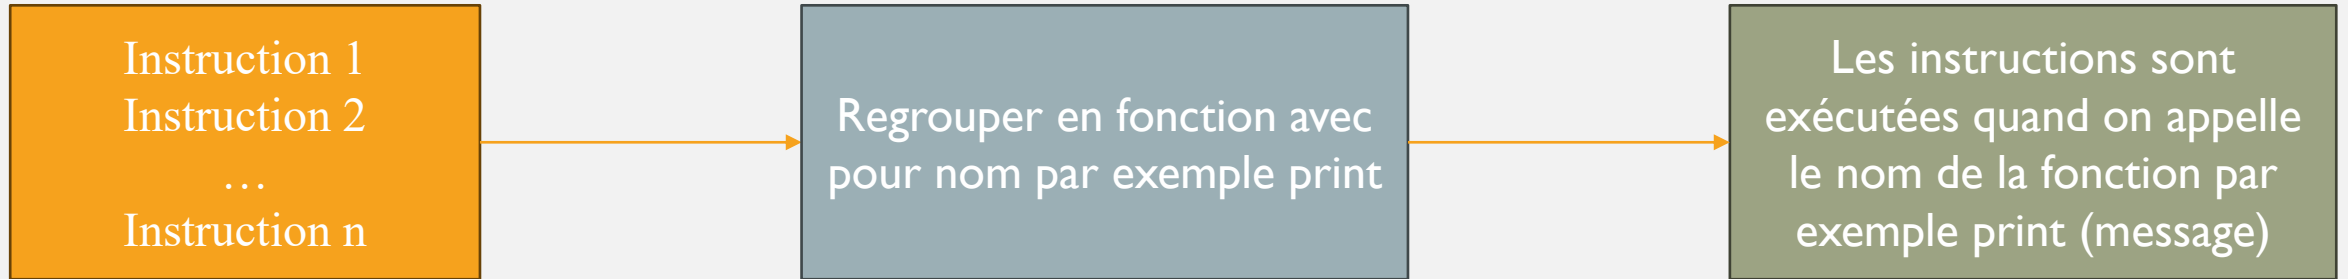 Instruction 1
Instruction 2
…
Instruction n
Regrouper en fonction avec
pour nom par exemple print
Les instructions sont
exécutées quand on appelle
le nom de la fonction par
exemple print (message)